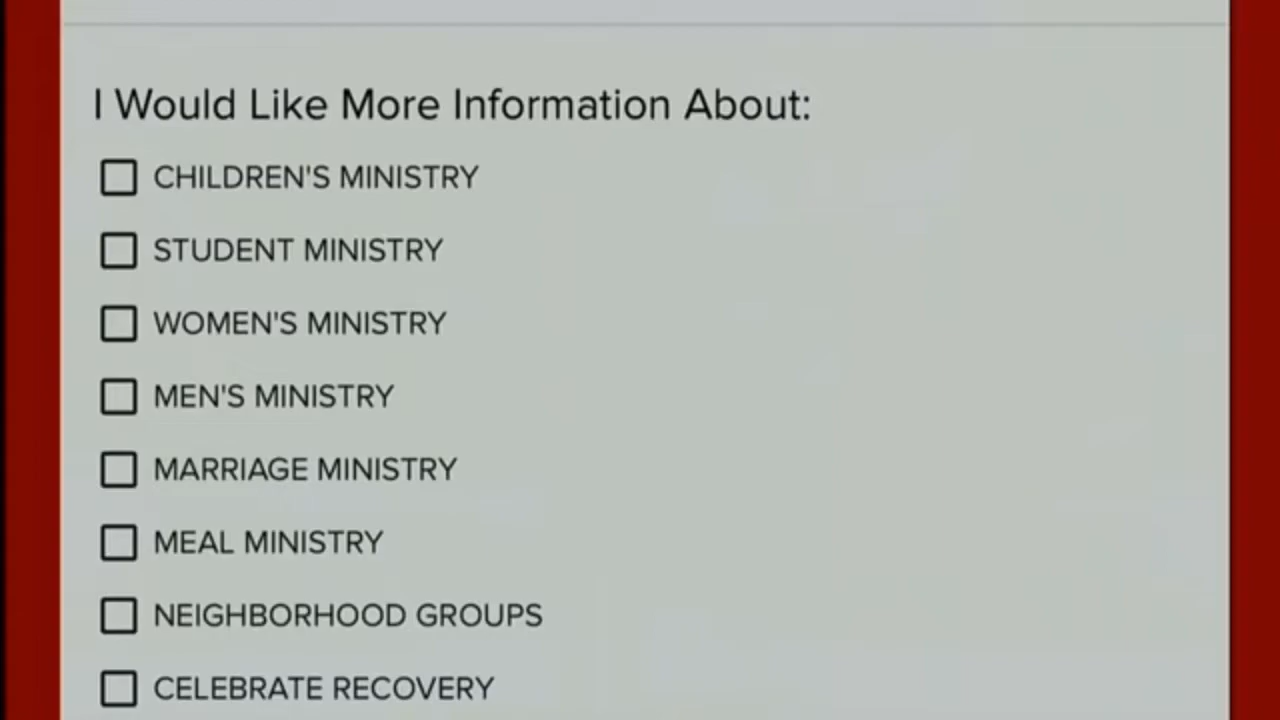 I Would Like More Information About:
CHILDREN'S MINISTRY
STUDENT MINISTRY
WOMEN'S MINISTRY
MEN'S MINISTRY
MARRIAGE MINISTRY
MEAL MINISTRY
NEIGHBORHOOD GROUPS
CELEBRATE RECOVERY